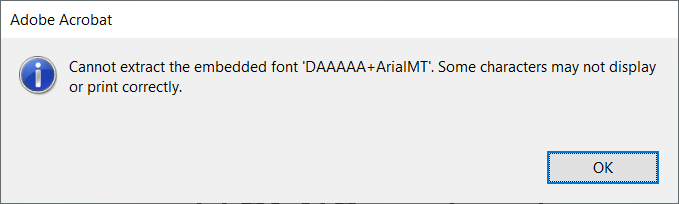 Adobe Acrobat
Cannot extract the embedded font 'DAAAAA+ArialMT'. Some characters may not display
or print correctly.
OK